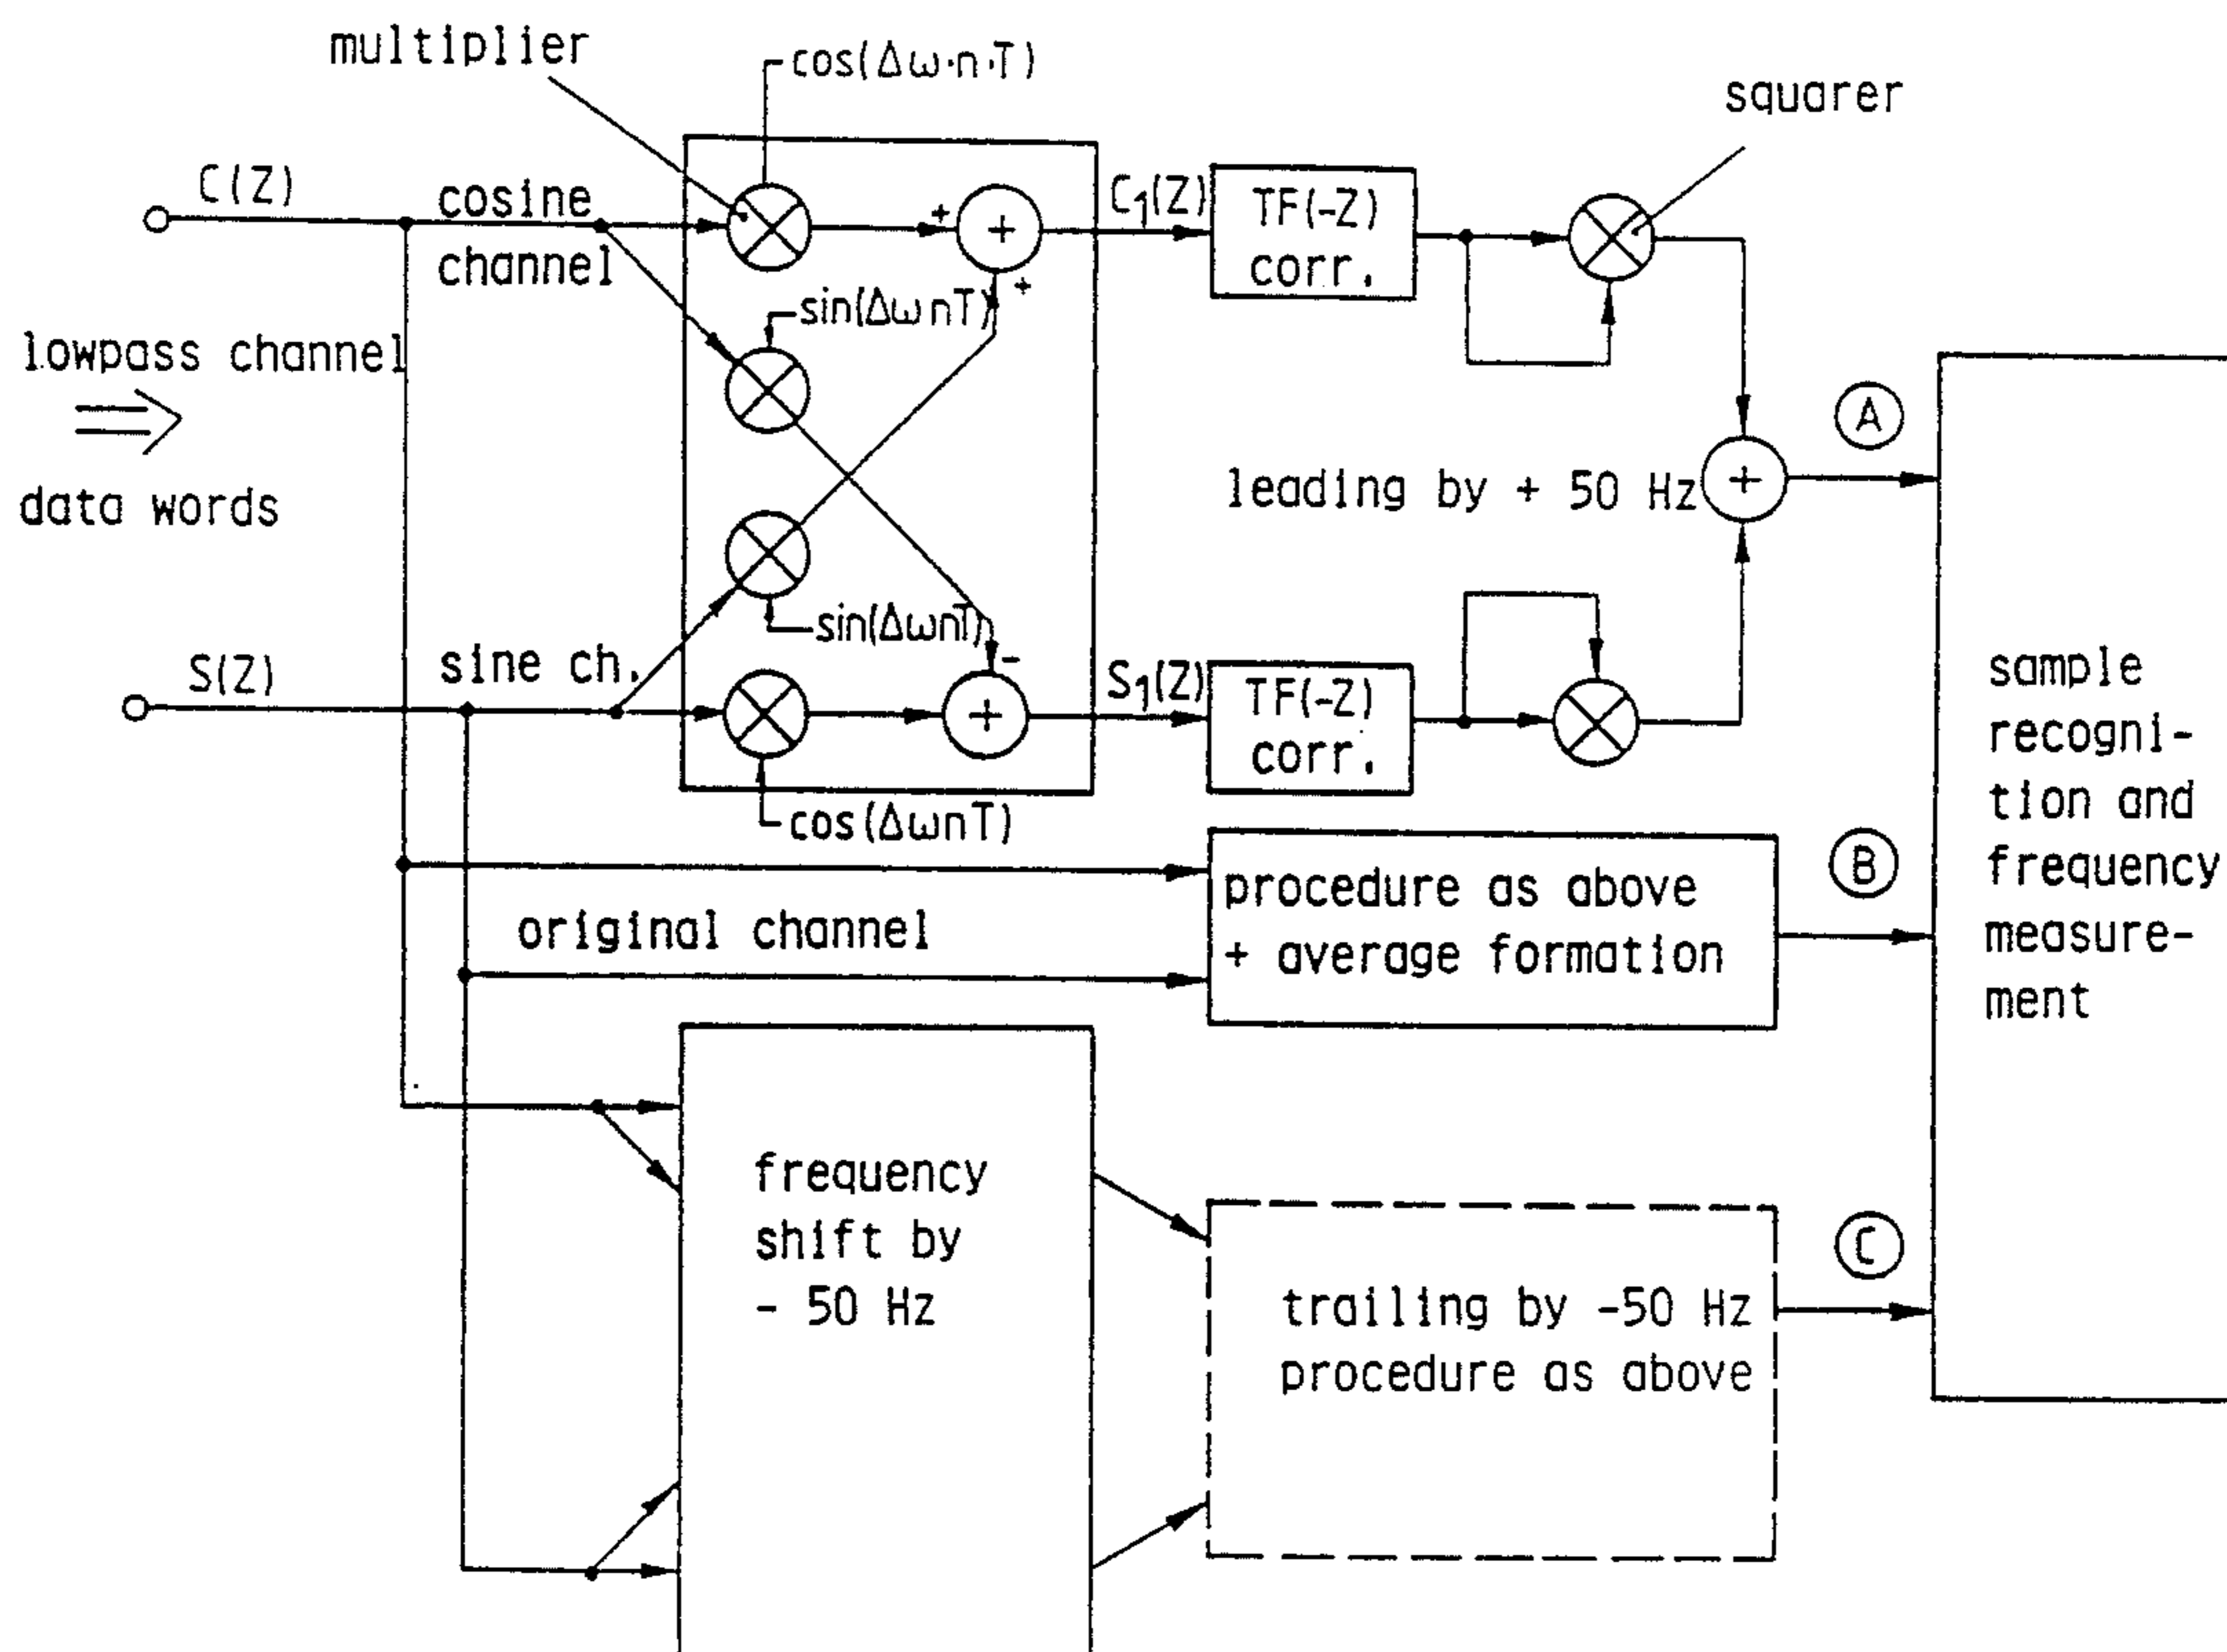 multiplier
cos(Δω·n·T)
squarer
C(Z)
cosine
channel
+
+
+
C₁(Z)
TF(-Z)
corr.
sin(ΔωnT)
lowpass channel
⇒
data words
A
leading by + 50 Hz
+
sin(ΔωnT)
S(Z)
sine ch.
-
+
S₁(Z)
TF(-Z)
corr.
cos(ΔωnT)
sample
recogni-
tion and
frequency
measure-
ment
original channel
procedure as above
+ average formation
B
frequency
shift by
- 50 Hz
trailing by -50 Hz
procedure as above
C